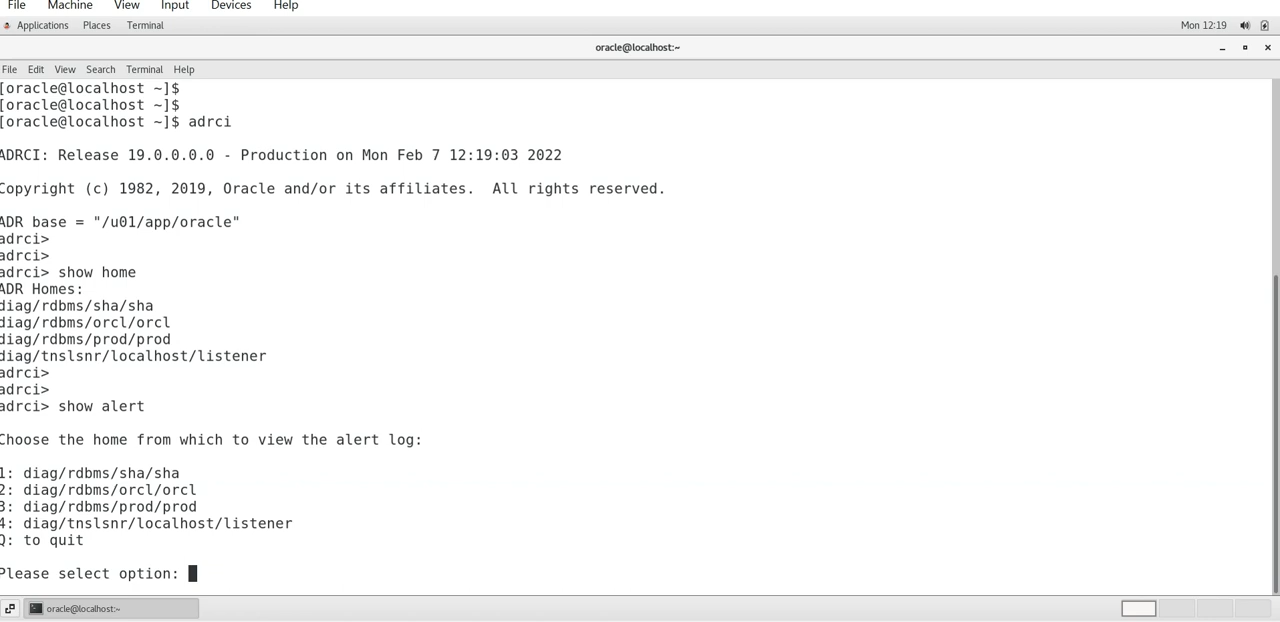 File Machine View Input Devices Help
Applications Places Terminal Mon 12:19
oracle@localhost:~
File Edit View Search Terminal Help
[oracle@localhost ~]$
[oracle@localhost ~]$
[oracle@localhost ~]$ adrci
ADRCI: Release 19.0.0.0.0 - Production on Mon Feb 7 12:19:03 2022
Copyright (c) 1982, 2019, Oracle and/or its affiliates.  All rights reserved.
ADR base = "/u01/app/oracle"
adrci>
adrci>
adrci> show home
ADR Homes:
diag/rdbms/sha/sha
diag/rdbms/orcl/orcl
diag/rdbms/prod/prod
diag/tnslsnr/localhost/listener
adrci>
adrci>
adrci> show alert
Choose the home from which to view the alert log:
1: diag/rdbms/sha/sha
2: diag/rdbms/orcl/orcl
3: diag/rdbms/prod/prod
4: diag/tnslsnr/localhost/listener
Q: to quit
Please select option:
oracle@localhost:~